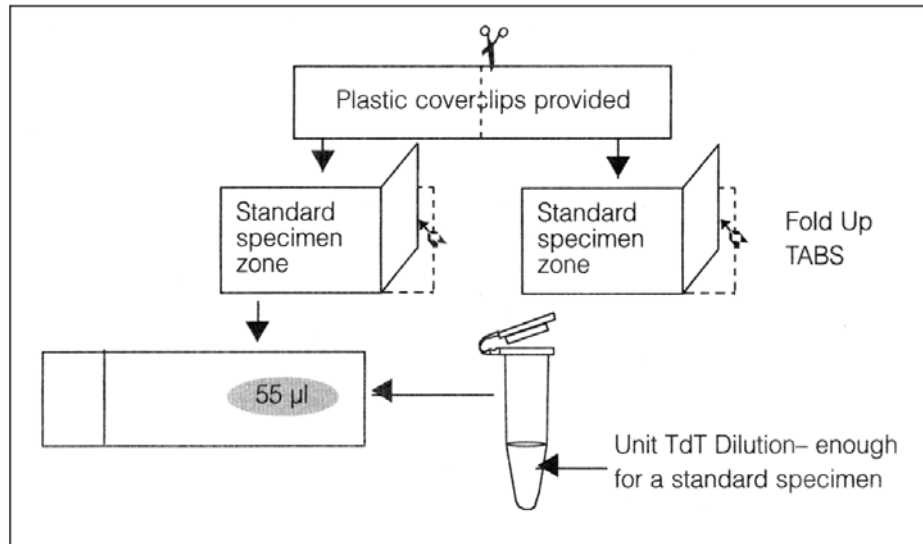 Plastic coverclips provided
Standard
specimen
zone
Standard
specimen
zone
Fold Up
TABS
55 µl
Unit TdT Dilution– enough
for a standard specimen